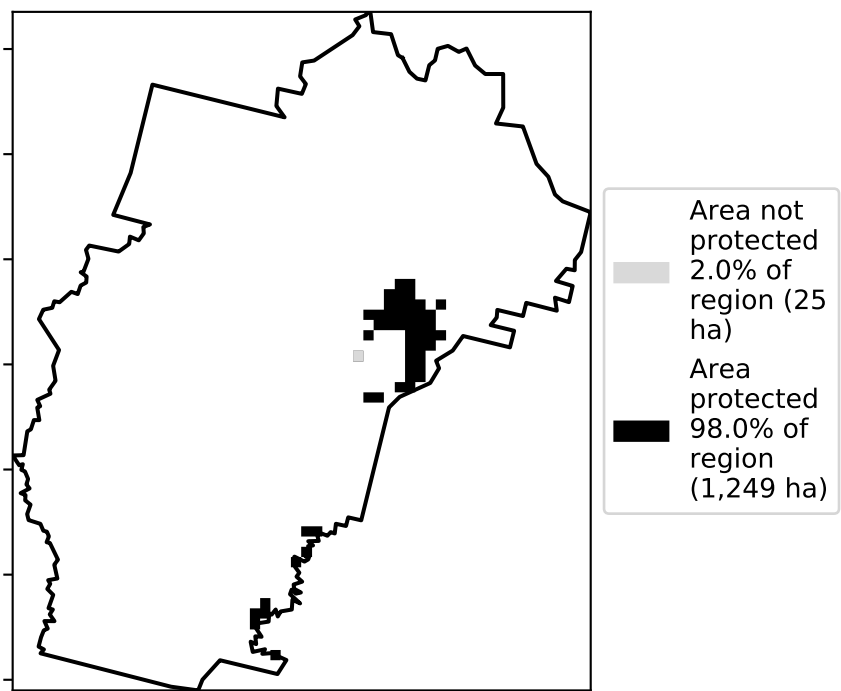 Area not
protected
2.0% of
region (25
ha)
Area
protected
98.0% of
region
(1,249 ha)